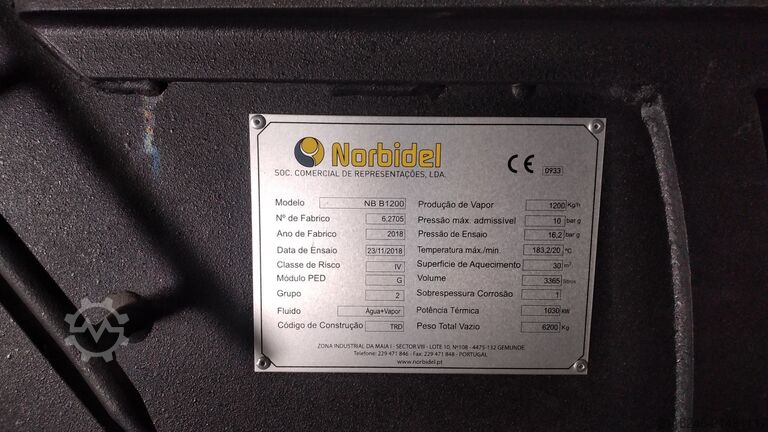 Norbidel
SOC. COMERCIAL DE REPRESENTAÇÕES, LDA.
CE 0933
Modelo NB B1200
Nº de Fabrico 6.2705
Ano de Fabrico 2018
Data de Ensaio 23/11/2018
Classe de Risco IV
Módulo PED G
Grupo 2
Fluido Agua+Vapor
Código de Construção TRD
Produção de Vapor 1200 Kg/h
Pressão máx. admissível 10 bar g
Pressão de Ensaio 16,2 bar g
Temperatura máx./min. 183,2/20 ºC
Superficie de Aquecimento 30 m²
Volume 3365 litros
Sobrespessura Corrosão 1
Potência Térmica 1030 kW
Peso Total Vazio 6200 Kg
ZONA INDUSTRIAL DA MAIA I - SECTOR VIII - LOTE 10, Nº108 - 4475-132 GEMUNDE
Telefone: 229 471 846 - Fax: 229 471 848 - PORTUGAL
www.norbidel.pt